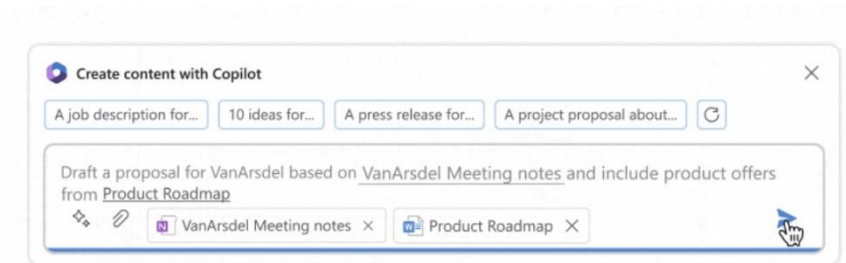 Create content with Copilot
A job description for...
10 ideas for...
A press release for...
A project proposal about...
Draft a proposal for VanArsdel based on VanArsdel Meeting notes and include product offers
from Product Roadmap
N VanArsdel Meeting notes
W Product Roadmap